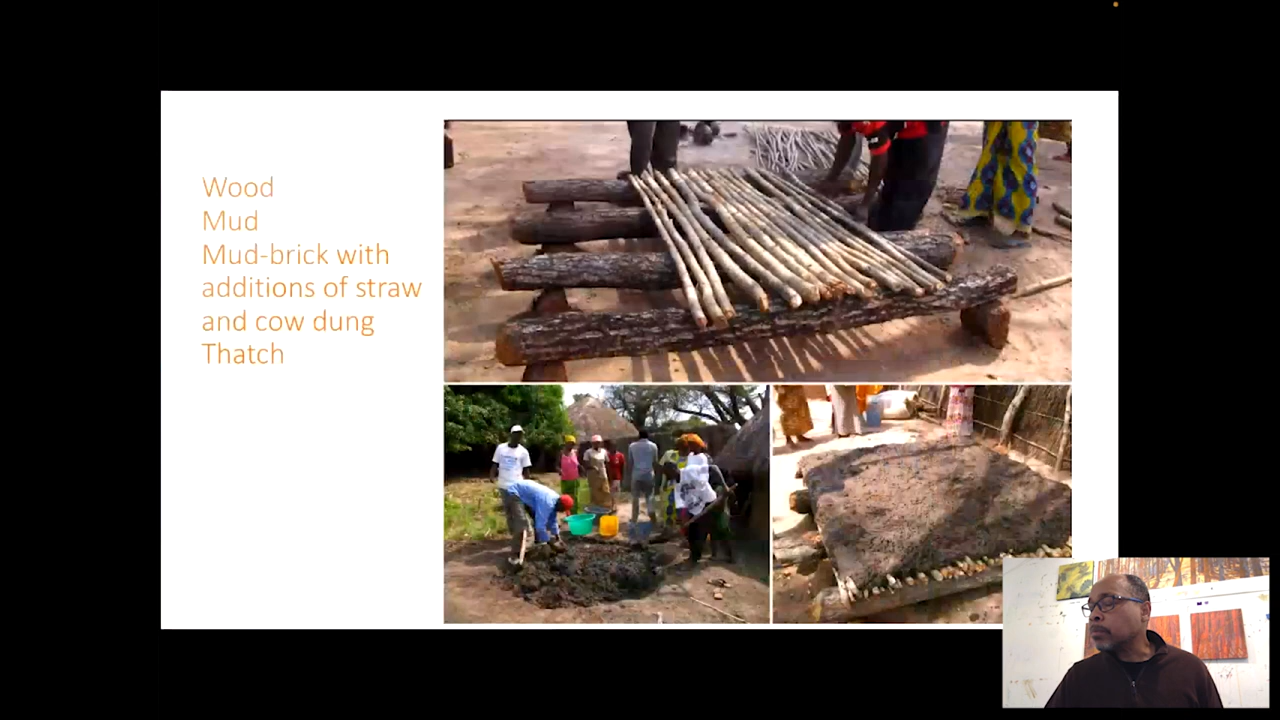 Wood
Mud
Mud-brick with
additions of straw
and cow dung
Thatch